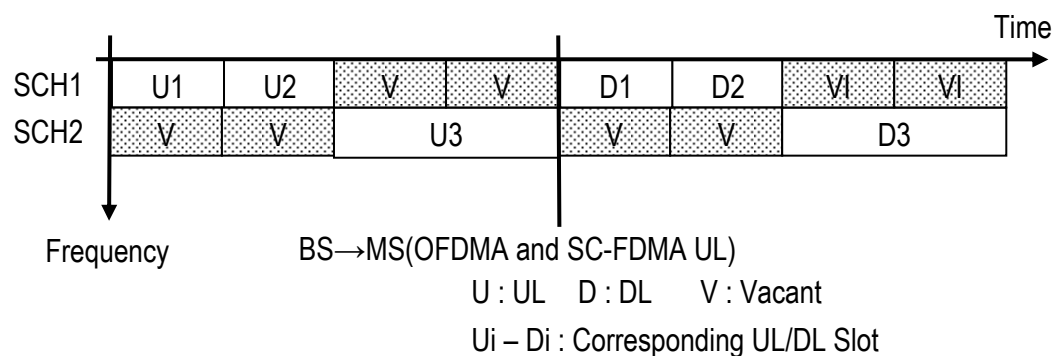 Time
SCH1 U1 U2 V V D1 D2 VI VI
SCH2 V V U3 V V D3
Frequency BS→MS(OFDMA and SC-FDMA UL)
U : UL D : DL V : Vacant
Ui – Di : Corresponding UL/DL Slot